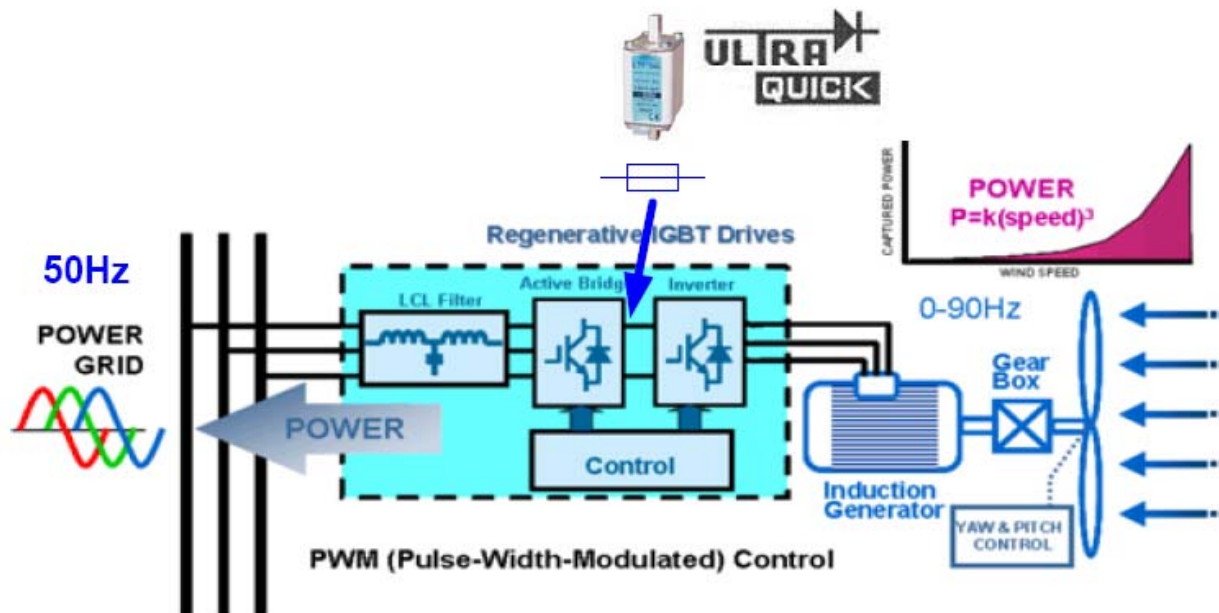 ULTRA
QUICK
CAPTURED POWER
POWER
P=k(speed)³
WIND SPEED
Regenerative IGBT Drives
50Hz
Active Bridge
Inverter
LCL Filter
0-90Hz
POWER
GRID
Gear
Box
POWER
Control
Induction
Generator
YAW & PITCH
CONTROL
PWM (Pulse-Width-Modulated) Control